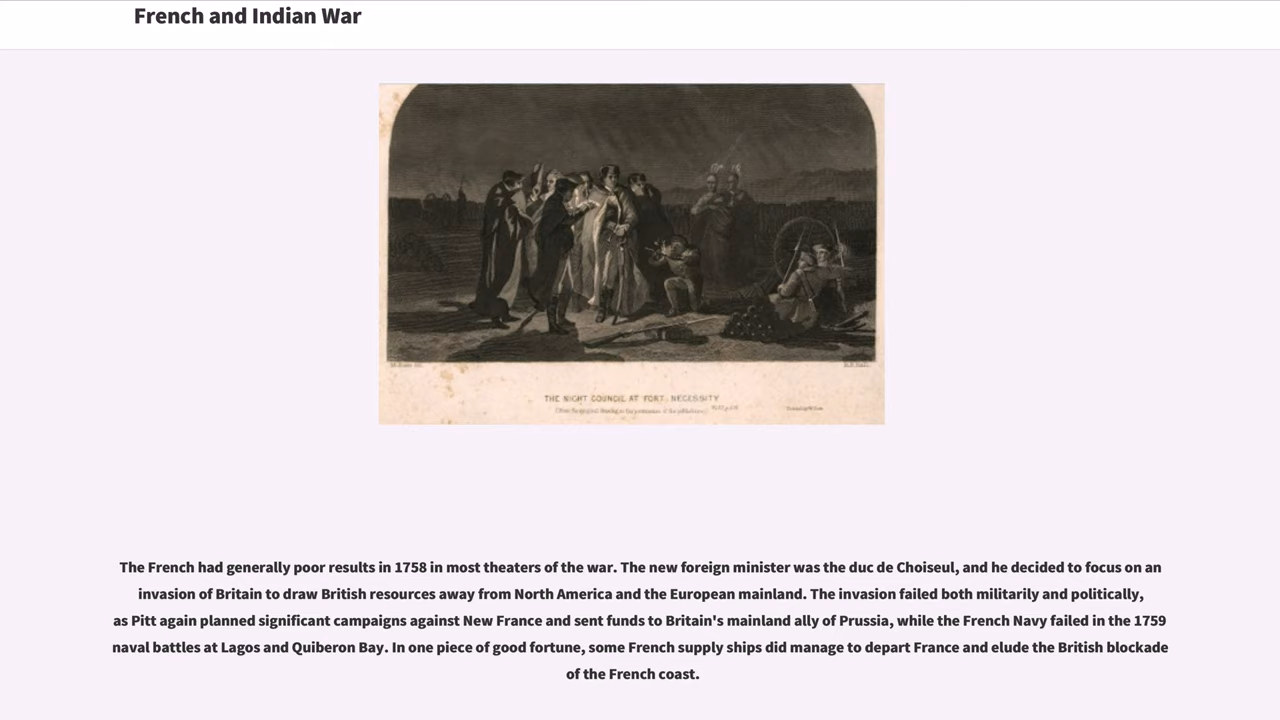 French and Indian War
THE NIGHT COUNCIL AT FORT NECESSITY
The French had generally poor results in 1758 in most theaters of the war. The new foreign minister was the duc de Choiseul, and he decided to focus on an
invasion of Britain to draw British resources away from North America and the European mainland. The invasion failed both militarily and politically,
as Pitt again planned significant campaigns against New France and sent funds to Britain's mainland ally of Prussia, while the French Navy failed in the 1759
naval battles at Lagos and Quiberon Bay. In one piece of good fortune, some French supply ships did manage to depart France and elude the British blockade
of the French coast.